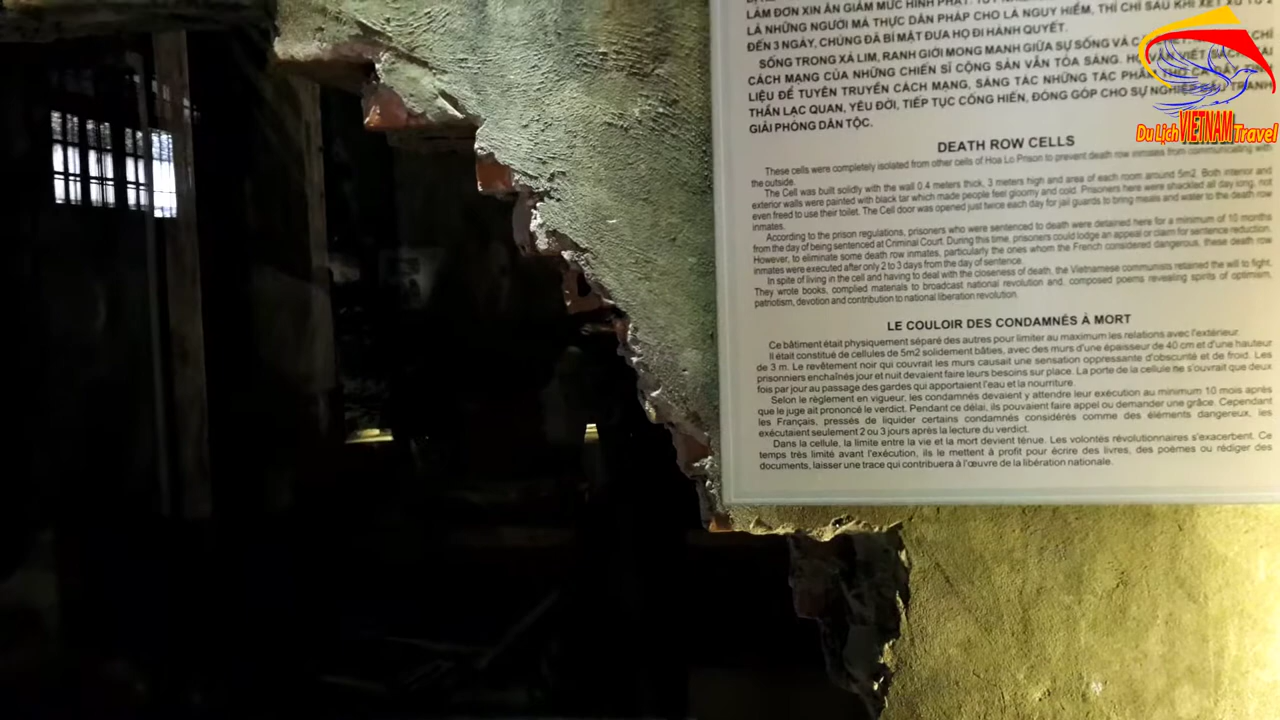 LÀM ĐƠN XIN ÂN GIẢM MỨC HÌNH PHẠT.
LÀ NHỮNG NGƯỜI MÀ THỰC DÂN PHÁP CHO LÀ NGUY HIỂM, THÌ CHỈ SAU KHI XÉT XỬ TỪ 2
ĐẾN 3 NGÀY, CHÚNG ĐÃ BÍ MẬT ĐƯA HỌ ĐI HÀNH QUYẾT.
SỐNG TRONG XÀ LIM, RANH GIỚI MONG MANH GIỮA SỰ SỐNG VÀ CHÍ
CÁCH MẠNG CỦA NHỮNG CHIẾN SĨ CỘNG SẢN VẪN TỎA SÁNG. HỌ VẪN VIẾT SÁCH
LIỆU ĐỂ TUYÊN TRUYỀN CÁCH MẠNG, SÁNG TÁC NHỮNG TÁC PHẨM THƠ CA ĐẦY TINH
THẦN LẠC QUAN, YÊU ĐỜI, TIẾP TỤC CỐNG HIẾN, ĐÓNG GÓP CHO SỰ NGHIỆP ĐẤU TRANH
GIẢI PHÓNG DÂN TỘC.
Du Lịch VIETNAM Travel
DEATH ROW CELLS
These cells were completely isolated from other cells of Hoa Lo Prison to prevent death row inmates from communicating with
the outside.
The Cell was built solidly with the wall 0.4 meters thick, 3 meters high and area of each room around 5m2. Both interior and
exterior walls were painted with black tar which made people feel gloomy and cold. Prisoners here were shackled all day long, not
even freed to use their toilet. The Cell door was opened just twice each day for jail guards to bring meals and water to the death row
inmates.
According to the prison regulations, prisoners who were sentenced to death were detained here for a minimum of 10 months
from the day of being sentenced at Criminal Court. During this time, prisoners could lodge an appeal or claim for sentence reduction.
However, to eliminate some death row inmates, particularly the ones whom the French considered dangerous, these death row
inmates were executed after only 2 to 3 days from the day of sentence.
In spite of living in the cell and having to deal with the closeness of death, the Vietnamese communists retained the will to fight.
They wrote books, complied materials to broadcast national revolution and, composed poems revealing spirits of optimism,
patriotism, devotion and contribution to national liberation revolution.
LE COULOIR DES CONDAMNÉS À MORT
Ce bâtiment était physiquement séparé des autres pour limiter au maximum les relations avec l'extérieur.
Il était constitué de cellules de 5m2 solidement bâties, avec des murs d'une épaisseur de 40 cm et d'une hauteur
de 3 m. Le revêtement noir qui couvrait les murs causait une sensation oppressante d'obscurité et de froid. Les
prisonniers enchaînés jour et nuit devaient faire leurs besoins sur place. La porte de la cellule ne s'ouvrait que deux
fois par jour au passage des gardes qui apportaient l'eau et la nourriture.
Selon le règlement en vigueur, les condamnés devaient y attendre leur exécution au minimum 10 mois après
que le juge ait prononcé le verdict. Pendant ce délai, ils pouvaient faire appel ou demander une grâce. Cependant
les Français, pressés de liquider certains condamnés considérés comme des éléments dangereux, les
exécutaient seulement 2 ou 3 jours après la lecture du verdict.
Dans la cellule, la limite entre la vie et la mort devient ténue. Les volontés révolutionnaires s'exacerbent. Ce
temps très limité avant l'exécution, ils le mettent à profit pour écrire des livres, des poèmes ou rédiger des
documents, laisser une trace qui contribuera à l'œuvre de la libération nationale.